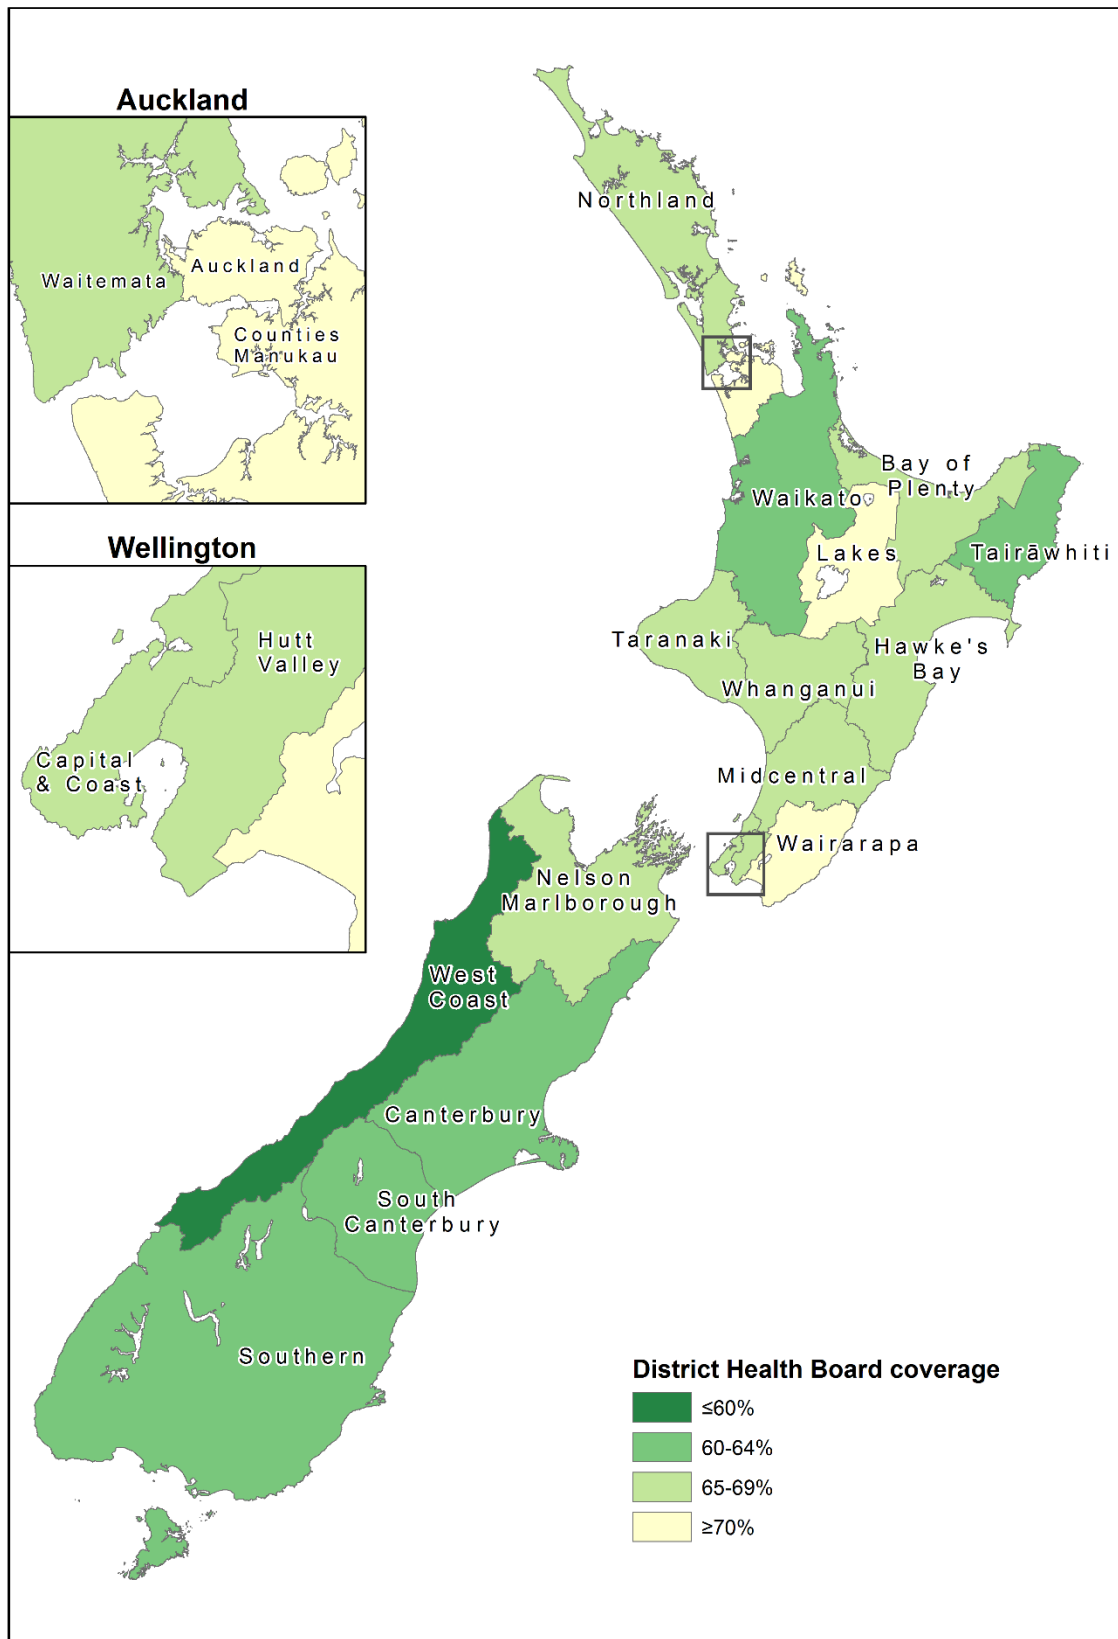 Auckland
Waitemata
Auckland
Counties
Manukau
Wellington
Hutt
Valley
Capital
& Coast
Northland
Bay of
Plenty
Waikato
Lakes
Tairāwhiti
Taranaki
Hawke's
Bay
Whanganui
Midcentral
Wairarapa
Nelson
Marlborough
West
Coast
Canterbury
South
Canterbury
Southern
District Health Board coverage
≤60%
60-64%
65-69%
≥70%